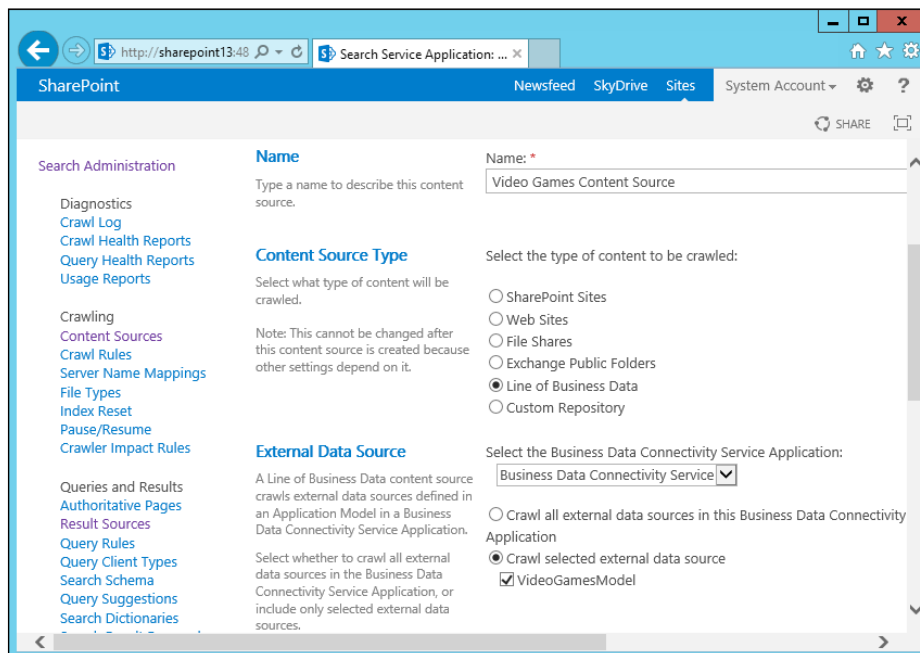 http://sharepoint13:48
Search Service Application: ...
SharePoint
Newsfeed SkyDrive Sites System Account ?
SHARE
Search Administration
Diagnostics
Crawl Log
Crawl Health Reports
Query Health Reports
Usage Reports
Crawling
Content Sources
Crawl Rules
Server Name Mappings
File Types
Index Reset
Pause/Resume
Crawler Impact Rules
Queries and Results
Authoritative Pages
Result Sources
Query Rules
Query Client Types
Search Schema
Query Suggestions
Search Dictionaries
Name
Type a name to describe this content
source.
Name: *
Video Games Content Source
Content Source Type
Select what type of content will be
crawled.
Note: This cannot be changed after
this content source is created because
other settings depend on it.
Select the type of content to be crawled:
SharePoint Sites
Web Sites
File Shares
Exchange Public Folders
Line of Business Data
Custom Repository
External Data Source
A Line of Business Data content source
crawls external data sources defined in
an Application Model in a Business
Data Connectivity Service Application.
Select whether to crawl all external
data sources in the Business Data
Connectivity Service Application, or
include only selected external data
sources.
Select the Business Data Connectivity Service Application:
Business Data Connectivity Service
Crawl all external data sources in this Business Data Connectivity
Application
Crawl selected external data source
VideoGamesModel